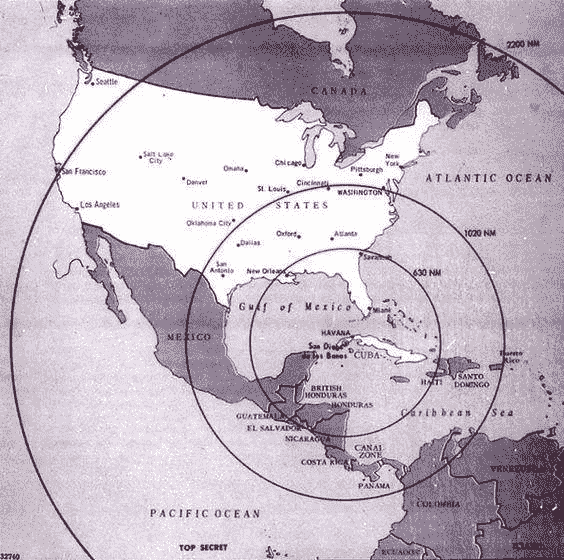 2200 NM
CANADA
Seattle
Salt Lake
City
Omaha
Chicago
Pittsburgh
New
York
San Francisco
Denver
St. Louis
Cincinnati
WASHINGTON
ATLANTIC OCEAN
Los Angeles
UNITED STATES
Oklahoma City
Oxford
Atlanta
1020 NM
Dallas
Savannah
San
Antonio
New Orleans
630 NM
Gulf of Mexico
Miami
MEXICO
HAVANA
San Diego
de los Banos
CUBA
Puerto
Rico
HAITI
SANTO
DOMINGO
BRITISH
HONDURAS
HONDURAS
GUATEMALA
Caribbean Sea
EL SALVADOR
NICARAGUA
CANAL
ZONE
COSTA RICA
PANAMA
VENEZUELA
COLOMBIA
PACIFIC OCEAN
TOP SECRET
ECUADOR
32740